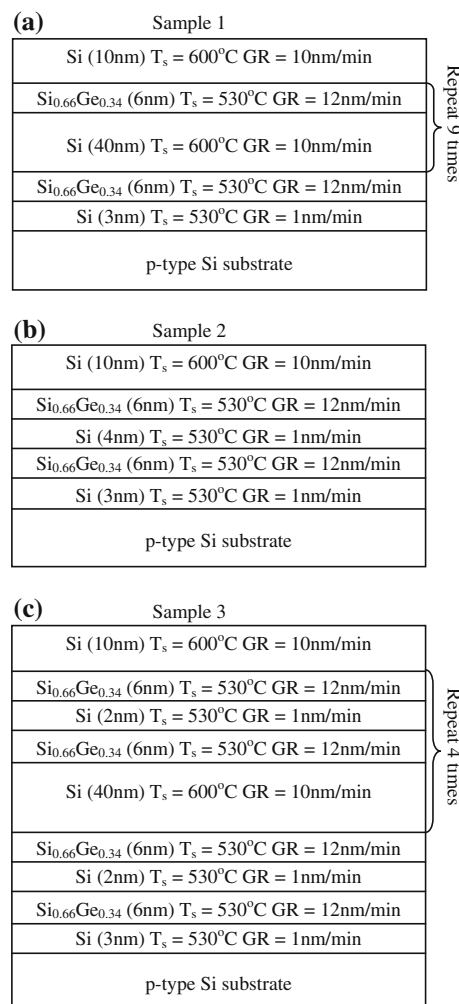 (a) Sample 1
Si (10nm) Tₛ = 600°C GR = 10nm/min
Si₀.₆₆Ge₀.₃₄ (6nm) Tₛ = 530°C GR = 12nm/min
Si (40nm) Tₛ = 600°C GR = 10nm/min
Repeat 9 times
Si₀.₆₆Ge₀.₃₄ (6nm) Tₛ = 530°C GR = 12nm/min
Si (3nm) Tₛ = 530°C GR = 1nm/min
p-type Si substrate
(b) Sample 2
Si (10nm) Tₛ = 600°C GR = 10nm/min
Si₀.₆₆Ge₀.₃₄ (6nm) Tₛ = 530°C GR = 12nm/min
Si (4nm) Tₛ = 530°C GR = 1nm/min
Si₀.₆₆Ge₀.₃₄ (6nm) Tₛ = 530°C GR = 12nm/min
Si (3nm) Tₛ = 530°C GR = 1nm/min
p-type Si substrate
(c) Sample 3
Si (10nm) Tₛ = 600°C GR = 10nm/min
Si₀.₆₆Ge₀.₃₄ (6nm) Tₛ = 530°C GR = 12nm/min
Si (2nm) Tₛ = 530°C GR = 1nm/min
Si₀.₆₆Ge₀.₃₄ (6nm) Tₛ = 530°C GR = 12nm/min
Si (40nm) Tₛ = 600°C GR = 10nm/min
Repeat 4 times
Si₀.₆₆Ge₀.₃₄ (6nm) Tₛ = 530°C GR = 12nm/min
Si (2nm) Tₛ = 530°C GR = 1nm/min
Si₀.₆₆Ge₀.₃₄ (6nm) Tₛ = 530°C GR = 12nm/min
Si (3nm) Tₛ = 530°C GR = 1nm/min
p-type Si substrate